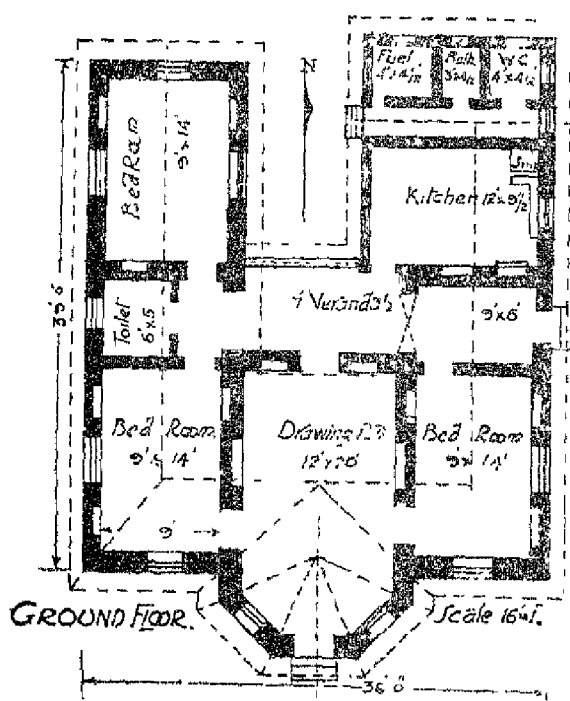 Fuel
Bath
W.C.
4'×4½
N
Bed Room
9'×14'
Kitchen 12'×9½
Toilet
6'×5
Verandah
9'×6'
39' 6"
Bed Room
9'× 14'
Drawing
12'×20'
Bed Room
9'× 14'
9'
GROUND FLOOR.
Scale 16'=1".
36' 0"